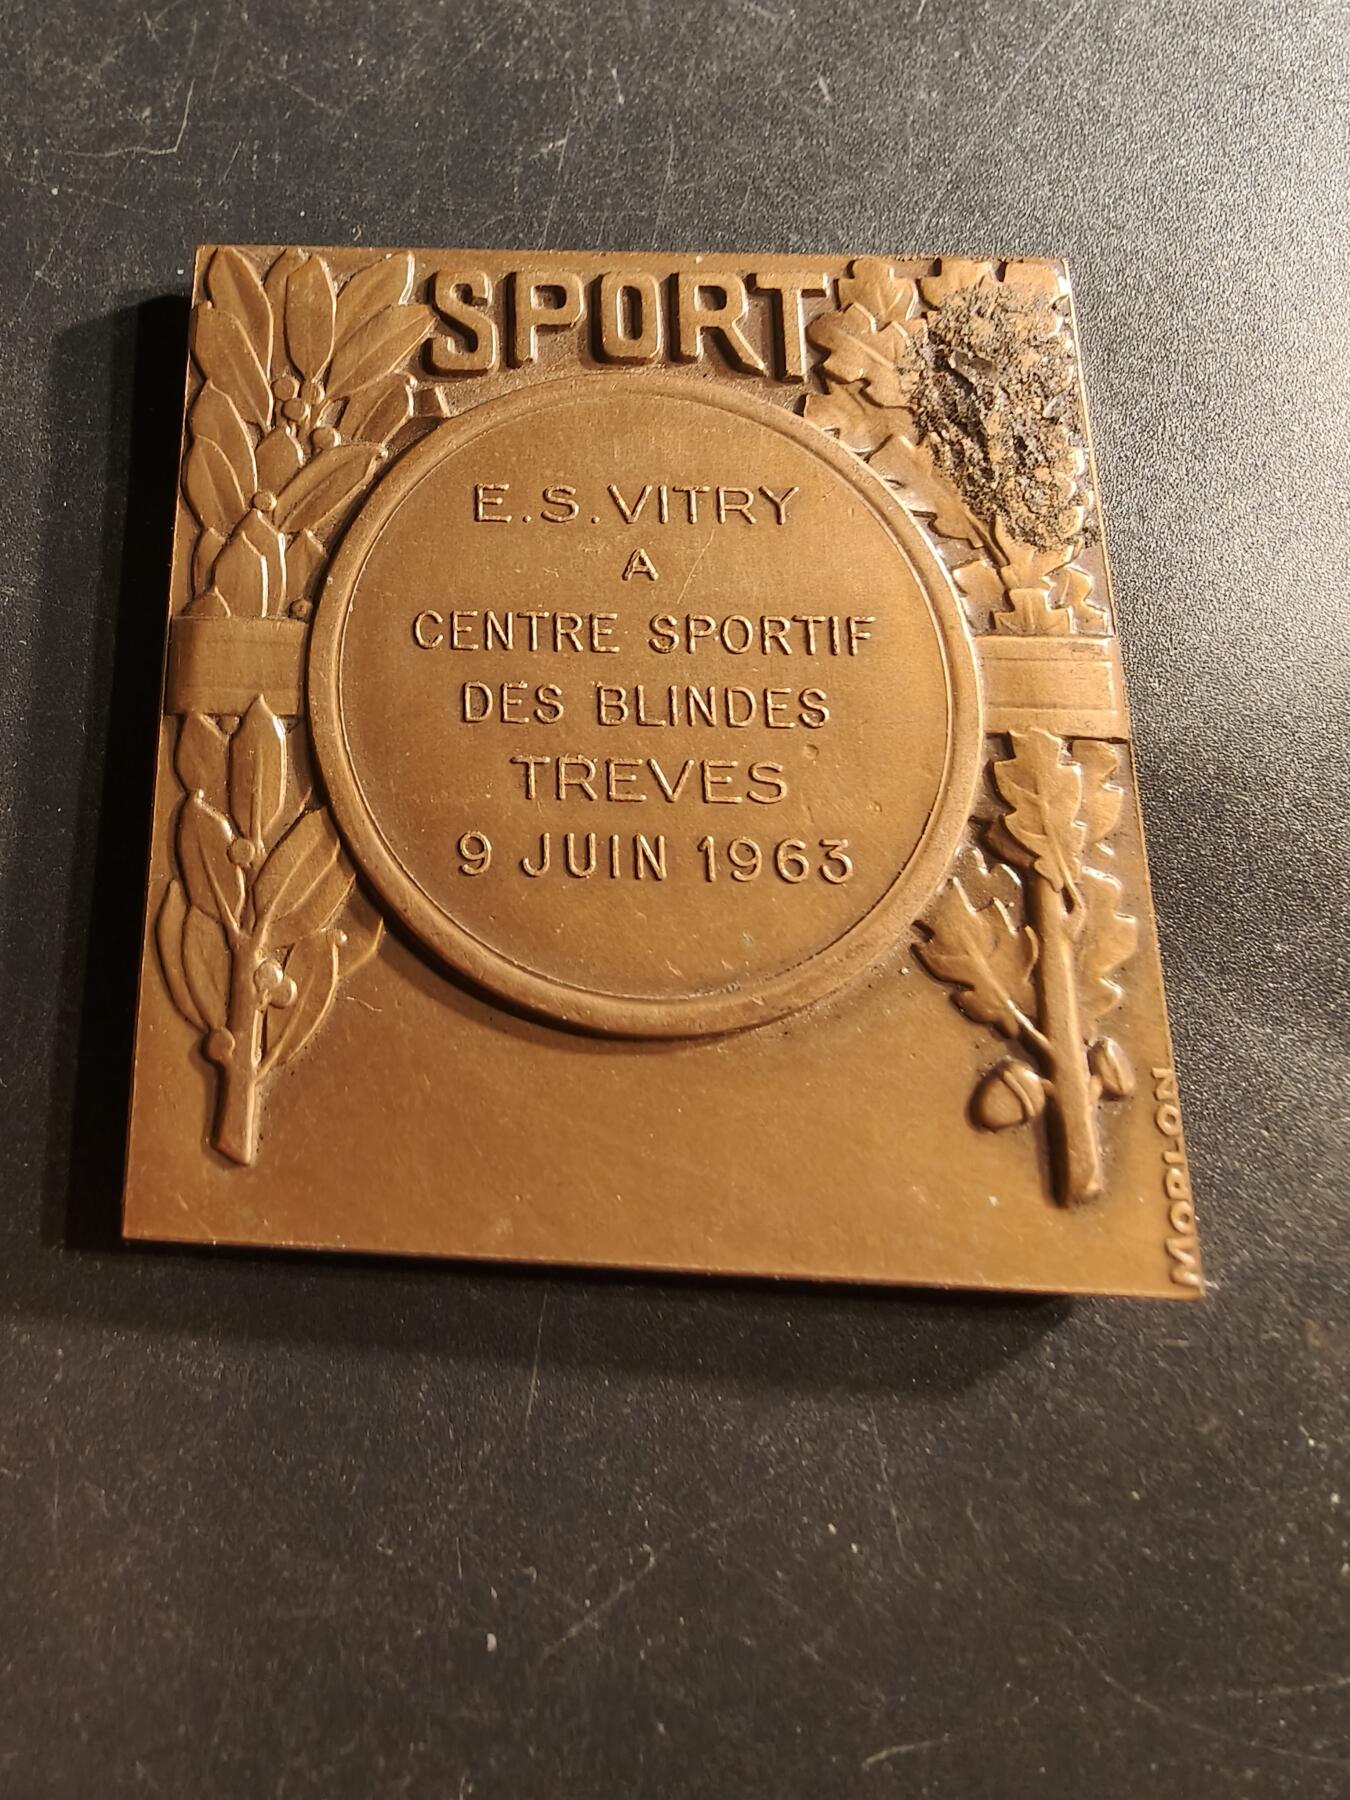 SPORT
E.S. VITRY
A
CENTRE SPORTIF
DES BLINDES
TREVES
9 JUIN 1963
MORLON